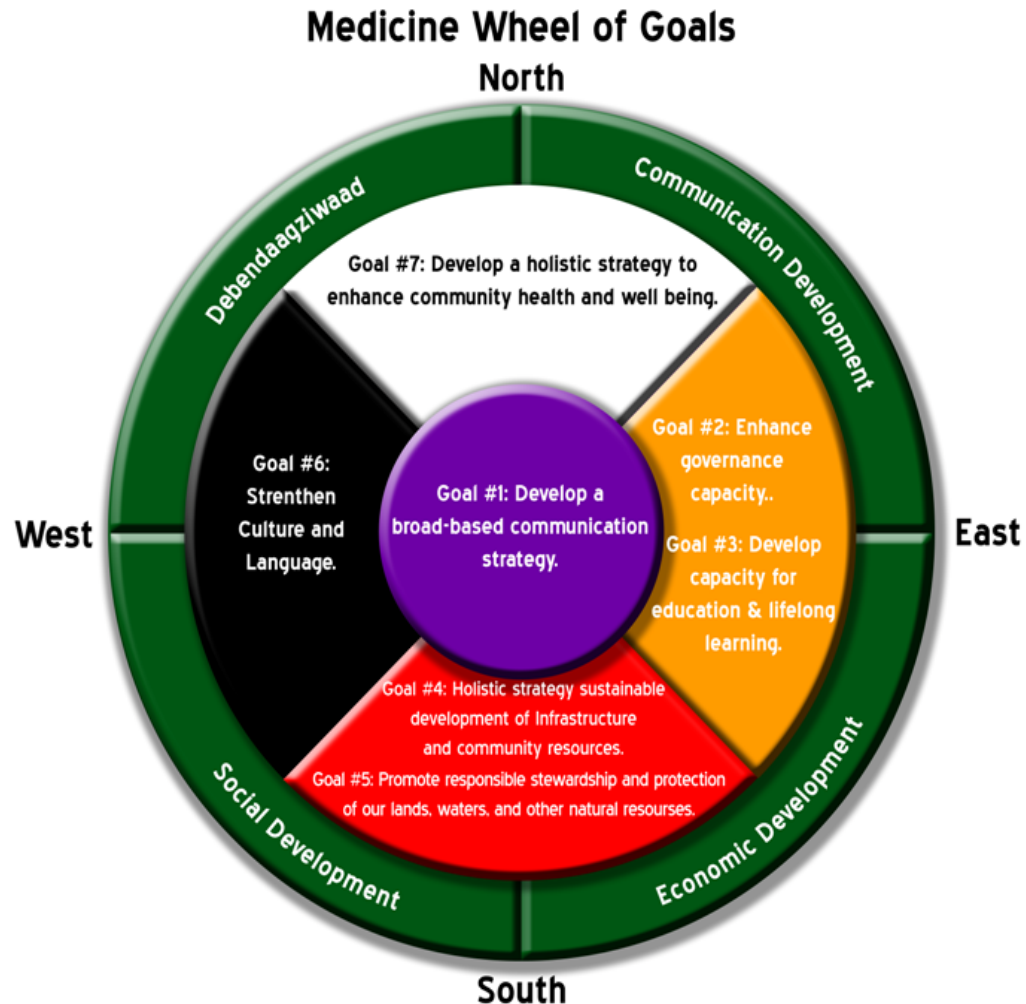 Medicine Wheel of Goals
North
Debendaagziwaad
Communication Development
Goal #7: Develop a holistic strategy to
enhance community health and well being.
West
Goal #6:
Strenthen
Culture and
Language.
Goal #1: Develop a
broad-based communication
strategy.
Goal #2: Enhance
governance
capacity..
Goal #3: Develop
capacity for
education & lifelong
learning.
East
Goal #4: Holistic strategy sustainable
development of Infrastructure
and community resources.
Goal #5: Promote responsible stewardship and protection
of our lands, waters, and other natural resourses.
Social Development
Economic Development
South